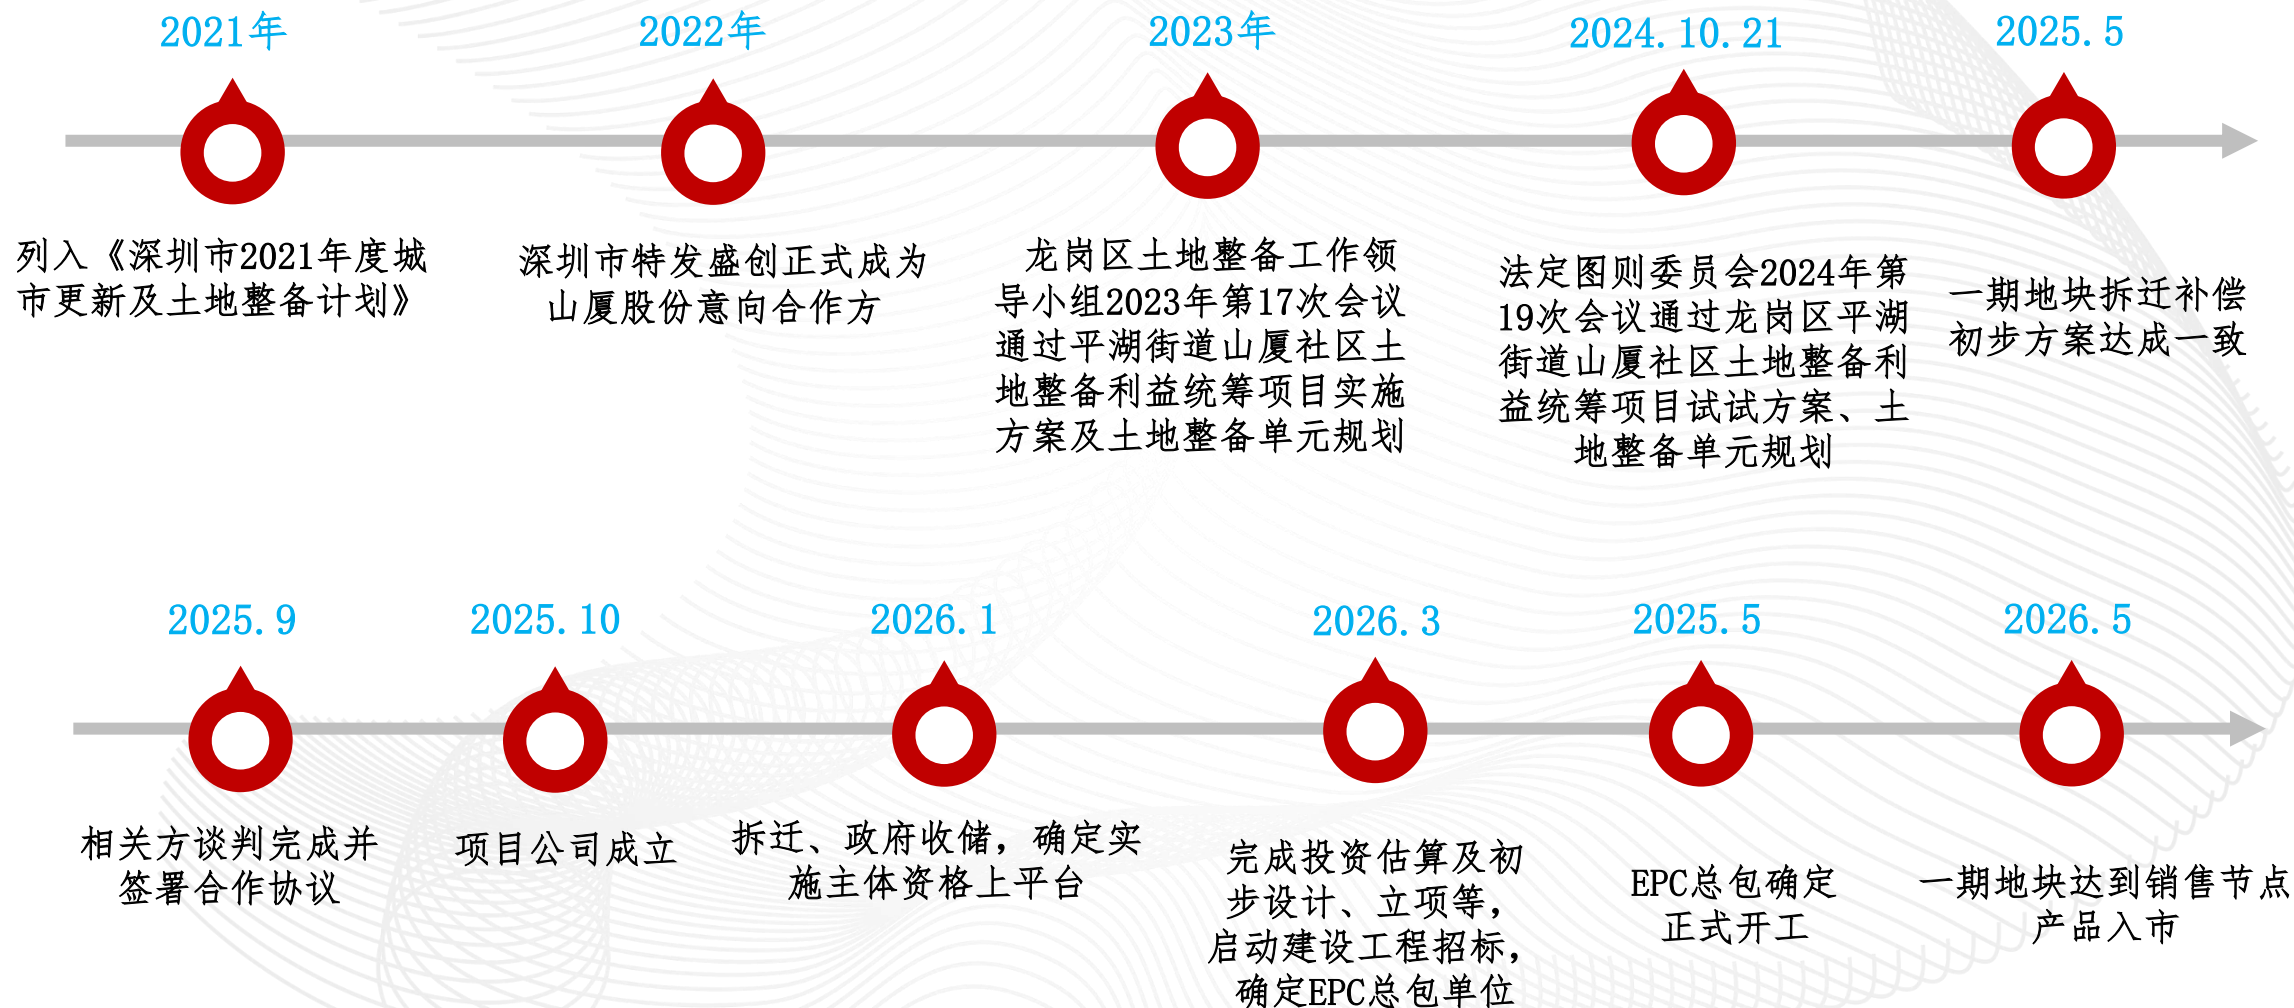 2021年
2022年
2023年
2024.10.21
2025.5
列入《深圳市2021年度城
市更新及土地整备计划》
深圳市特发盛创正式成为
山厦股份意向合作方
龙岗区土地整备工作领
导小组2023年第17次会议
通过平湖街道山厦社区土
地整备利益统筹项目实施
方案及土地整备单元规划
法定图则委员会2024年第
19次会议通过龙岗区平湖
街道山厦社区土地整备利
益统筹项目试试方案、土
地整备单元规划
一期地块拆迁补偿
初步方案达成一致
2025.9
2025.10
2026.1
2026.3
2025.5
2026.5
相关方谈判完成并
签署合作协议
项目公司成立
拆迁、政府收储，确定实
施主体资格上平台
完成投资估算及初
步设计、立项等，
启动建设工程招标，
确定EPC总包单位
EPC总包确定
正式开工
一期地块达到销售节点
产品入市